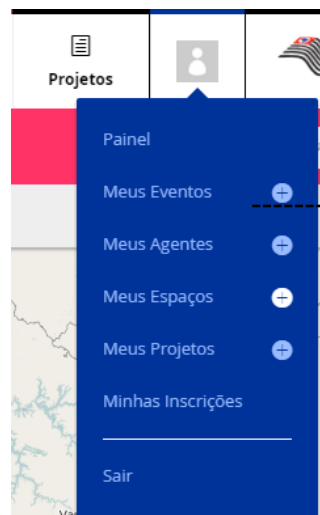 Projetos
Painel
Meus Eventos
Meus Agentes
Meus Espaços
Meus Projetos
Minhas Inscrições
Sair